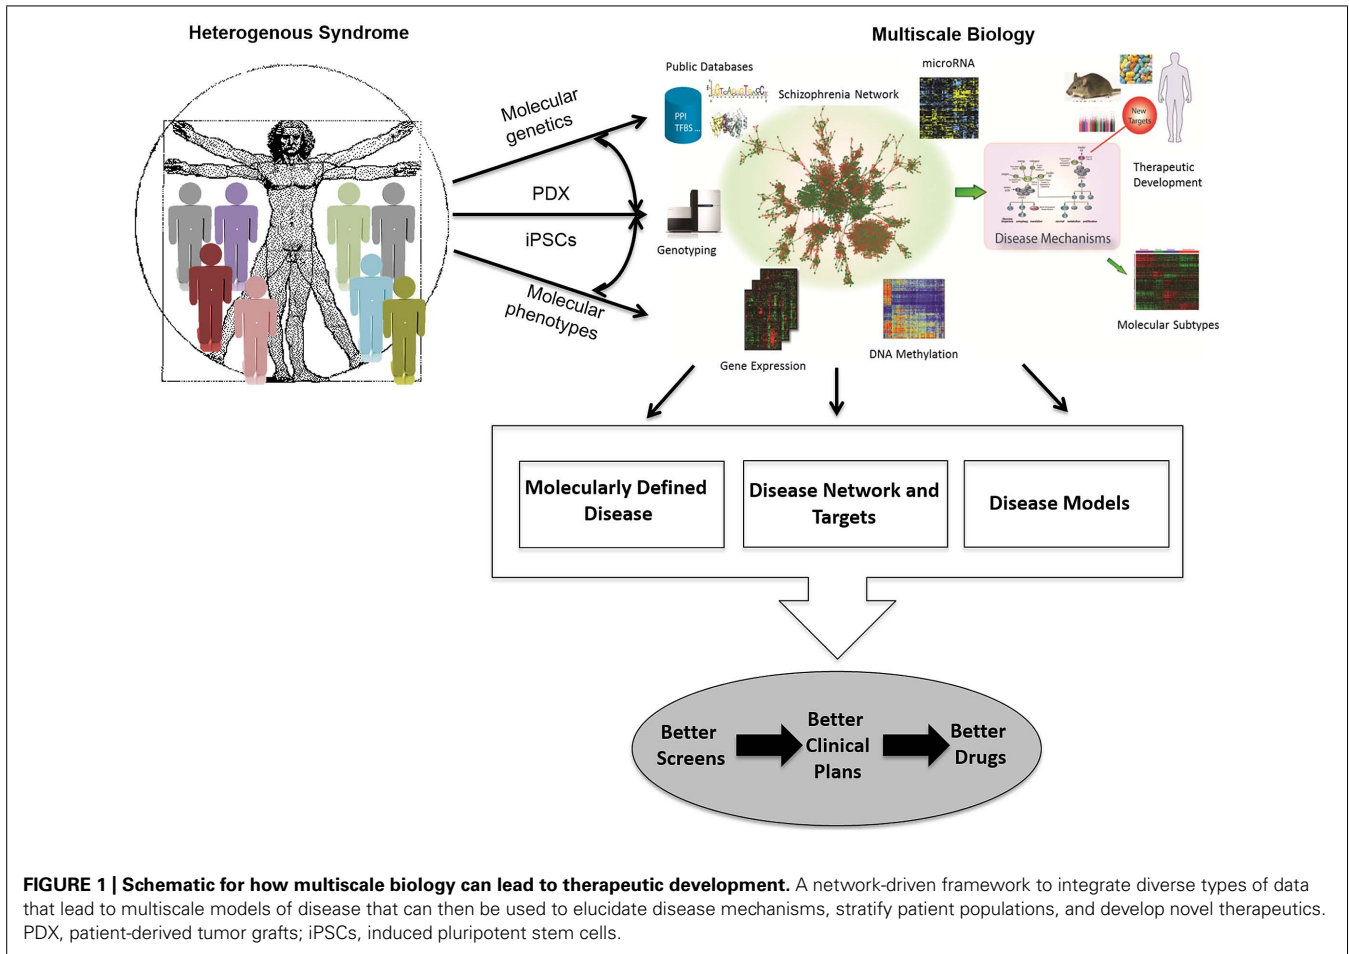 Heterogenous Syndrome
Multiscale Biology
Molecular
genetics
PDX
iPSCs
Molecular
phenotypes
Public Databases
PPI
TFBS ...
Schizophrenia Network
microRNA
New
Targets
Therapeutic
Development
Genotyping
Disease Mechanisms
Molecular Subtypes
Gene Expression
DNA Methylation
Molecularly Defined
Disease
Disease Network and
Targets
Disease Models
Better
Screens
Better
Clinical
Plans
Better
Drugs
FIGURE 1 | Schematic for how multiscale biology can lead to therapeutic development. A network-driven framework to integrate diverse types of data
that lead to multiscale models of disease that can then be used to elucidate disease mechanisms, stratify patient populations, and develop novel therapeutics.
PDX, patient-derived tumor grafts; iPSCs, induced pluripotent stem cells.